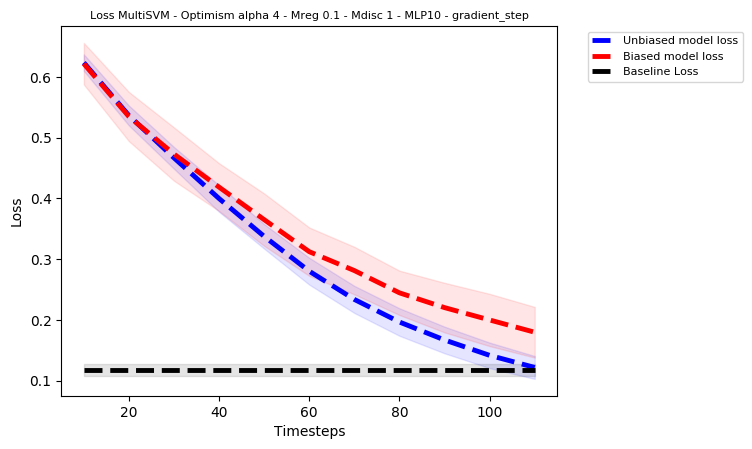 Loss MultiSVM - Optimism alpha 4 - Mreg 0.1 - Mdisc 1 - MLP10 - gradient_step
Unbiased model loss
Biased model loss
Baseline Loss
Loss
0.6
0.5
0.4
0.3
0.2
0.1
20 40 60 80 100
Timesteps